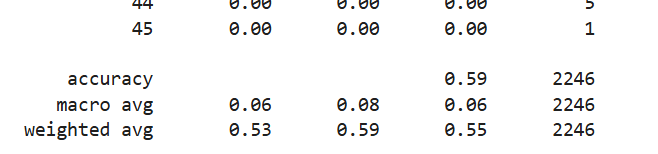 44 0.00 0.00 0.00 5
45 0.00 0.00 0.00 1
accuracy 0.59 2246
macro avg 0.06 0.08 0.06 2246
weighted avg 0.53 0.59 0.55 2246